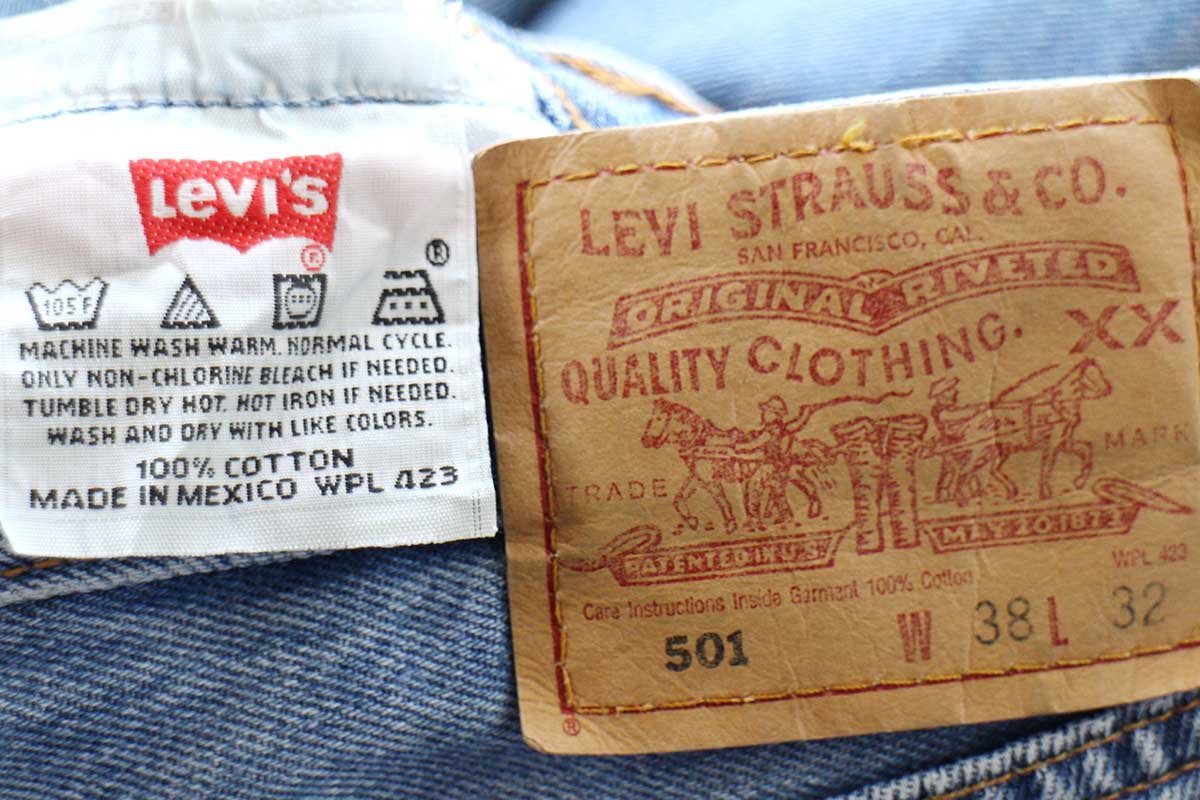 LEVI'S
®
®
105°F
MACHINE WASH WARM. NORMAL CYCLE.
ONLY NON-CHLORINE BLEACH IF NEEDED.
TUMBLE DRY HOT. HOT IRON IF NEEDED.
WASH AND DRY WITH LIKE COLORS.
100% COTTON
MADE IN MEXICO WPL 423
LEVI STRAUSS & CO.
SAN FRANCISCO, CAL.
ORIGINAL RIVETED
QUALITY CLOTHING. XX
TRADE MARK
PATENTED IN U.S. MAY 20 1873
WPL 423
Care Instructions Inside Garment 100% Cotton
501 W 38 L 32
®